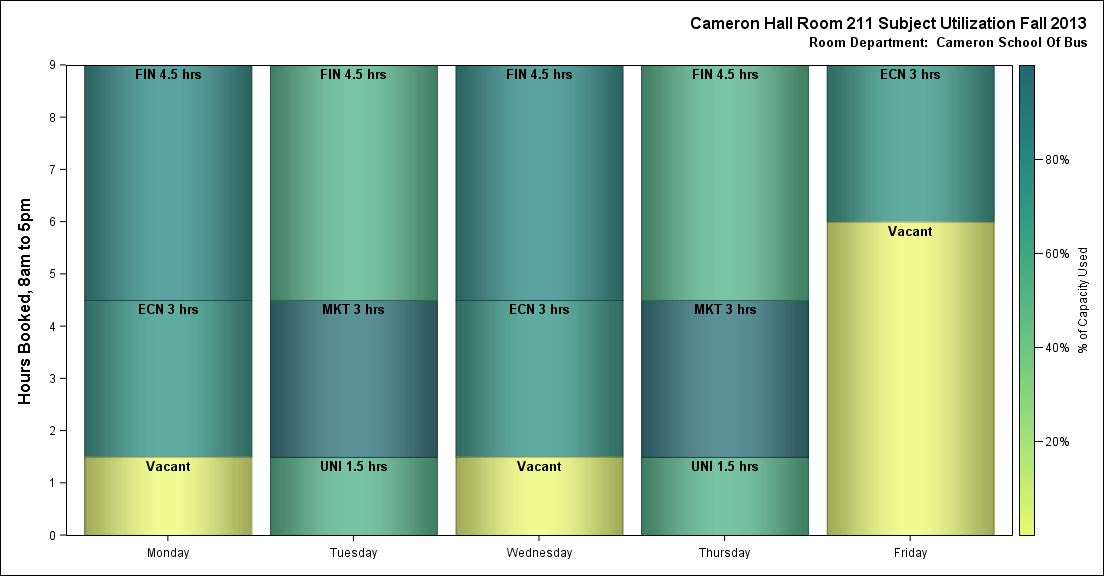 Cameron Hall Room 211 Subject Utilization Fall 2013
Room Department:  Cameron School Of Bus
Hours Booked, 8am to 5pm
9
8
7
6
5
4
3
2
1
0
FIN 4.5 hrs
ECN 3 hrs
Vacant
Monday
FIN 4.5 hrs
MKT 3 hrs
UNI 1.5 hrs
Tuesday
FIN 4.5 hrs
ECN 3 hrs
Vacant
Wednesday
FIN 4.5 hrs
MKT 3 hrs
UNI 1.5 hrs
Thursday
ECN 3 hrs
Vacant
Friday
80%
60%
40%
20%
% of Capacity Used